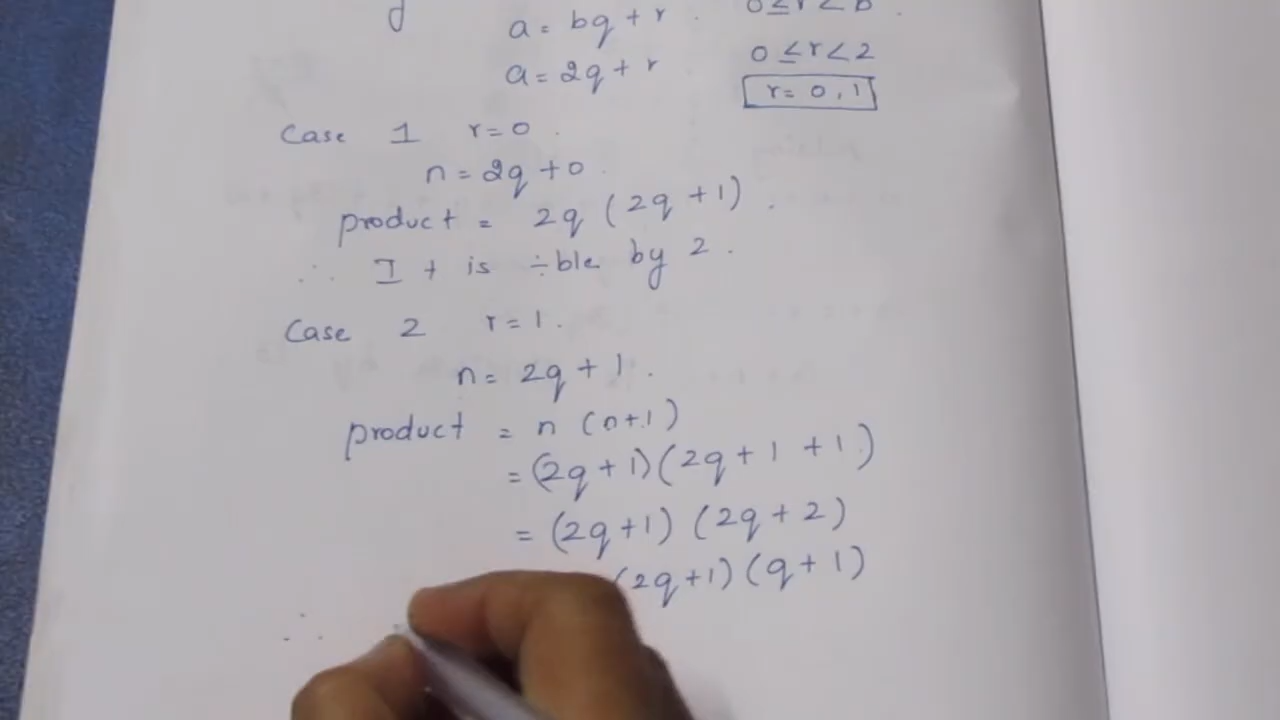 a = bq + r . 0 ≤ r < b .
a = 2q + r 0 ≤ r < 2
r = 0 , 1
Case 1 r = 0 .
n = 2q + 0 .
product = 2q ( 2q + 1 ) .
∴ It is ÷ble by 2 .
Case 2 r = 1 .
n = 2q + 1 .
product = n ( n + 1 )
= ( 2q + 1 ) ( 2q + 1 + 1 )
= ( 2q + 1 ) ( 2q + 2 )
( 2q + 1 ) ( q + 1 )
∴